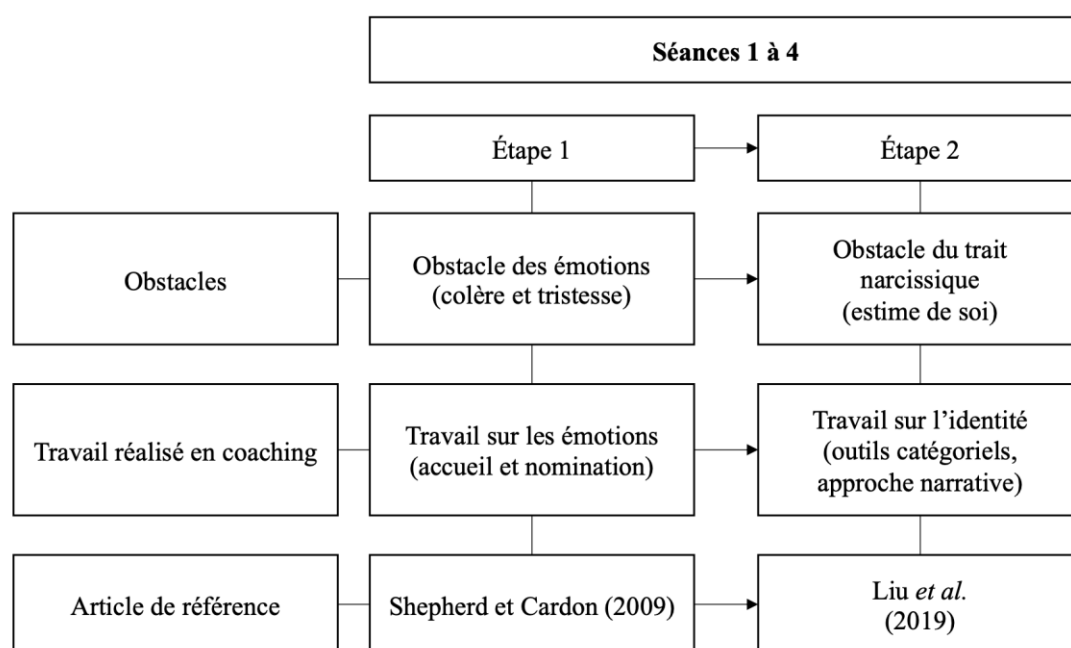 Séances 1 à 4
Étape 1
Étape 2
Obstacles
Obstacle des émotions
(colère et tristesse)
Obstacle du trait
narcissique
(estime de soi)
Travail réalisé en coaching
Travail sur les émotions
(accueil et nomination)
Travail sur l’identité
(outils catégoriels,
approche narrative)
Article de référence
Shepherd et Cardon (2009)
Liu et al.
(2019)